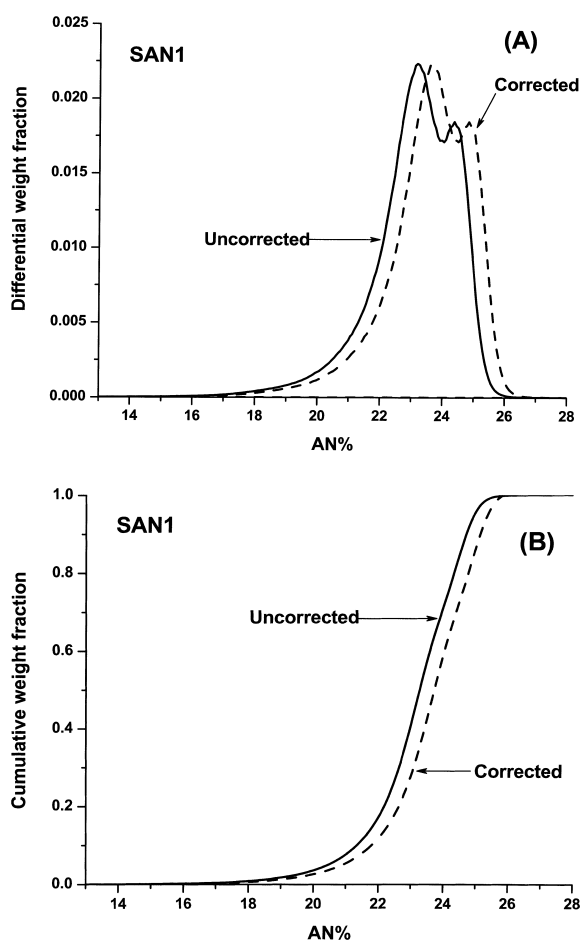 0.025
SAN1
(A)
Corrected
0.020
0.015
Uncorrected
0.010
0.005
0.000
Differential weight fraction
14 16 18 20 22 24 26 28
AN%
1.0
SAN1
(B)
0.8
Uncorrected
0.6
0.4
Corrected
0.2
0.0
Cumulative weight fraction
14 16 18 20 22 24 26 28
AN%